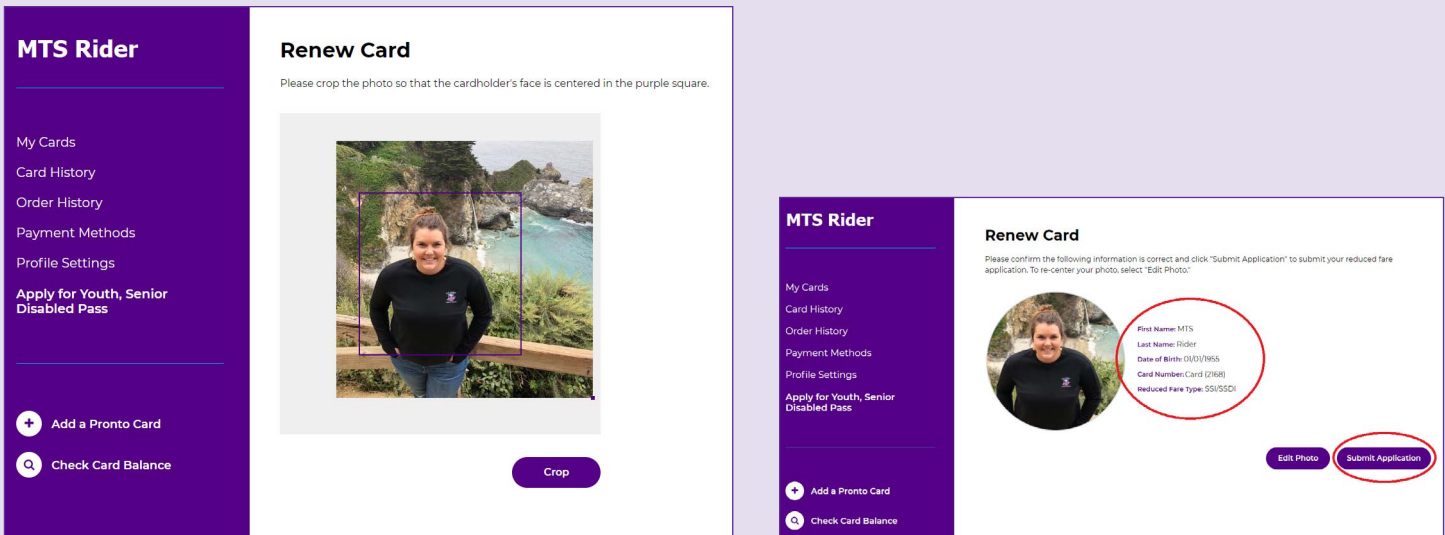 MTS Rider
My Cards
Card History
Order History
Payment Methods
Profile Settings
Apply for Youth, Senior
Disabled Pass
Add a Pronto Card
Check Card Balance
Renew Card
Please crop the photo so that the cardholder's face is centered in the purple square.
Crop
MTS Rider
My Cards
Card History
Order History
Payment Methods
Profile Settings
Apply for Youth, Senior
Disabled Pass
Add a Pronto Card
Check Card Balance
Renew Card
Please confirm the following information is correct and click "Submit Application" to submit your reduced fare
application. To re-center your photo, select "Edit Photo."
First Name: MTS
Last Name: Rider
Date of Birth: 01/01/1955
Card Number: Card (2168)
Reduced Fare Type: SSI/SSDI
Edit Photo
Submit Application